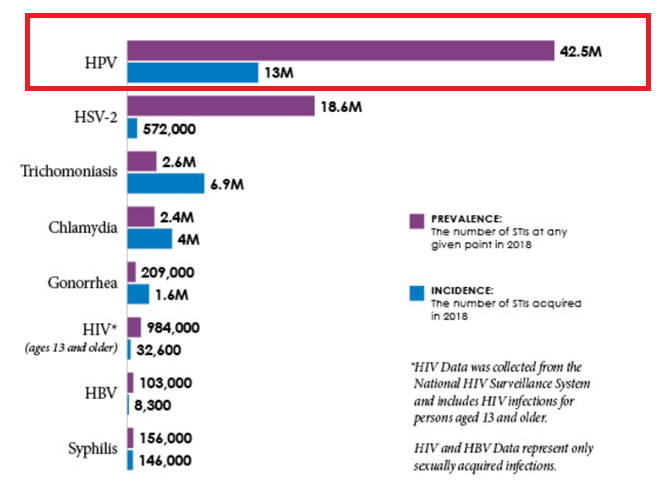 HPV
42.5M
13M
HSV-2
18.6M
572,000
Trichomoniasis
2.6M
6.9M
Chlamydia
2.4M
4M
Gonorrhea
209,000
1.6M
HIV*
(ages 13 and older)
984,000
32,600
HBV
103,000
8,300
Syphilis
156,000
146,000
PREVALENCE:
The number of STIs at any
given point in 2018
INCIDENCE:
The number of STIs acquired
in 2018
*HIV Data was collected from the
National HIV Surveillance System
and includes HIV infections for
persons aged 13 and older.
HIV and HBV Data represent only
sexually acquired infections.